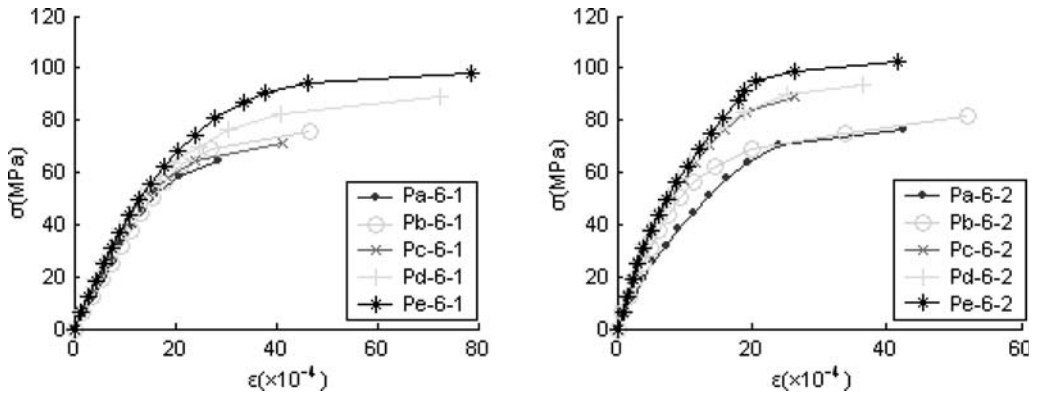 120
100
80
60
40
20
0
σ(MPa)
0 20 40 60 80
ε(×10⁻⁴)
Pa-6-1
Pb-6-1
Pc-6-1
Pd-6-1
Pe-6-1
120
100
80
60
40
20
0
σ(MPa)
0 20 40 60
ε(×10⁻⁴)
Pa-6-2
Pb-6-2
Pc-6-2
Pd-6-2
Pe-6-2